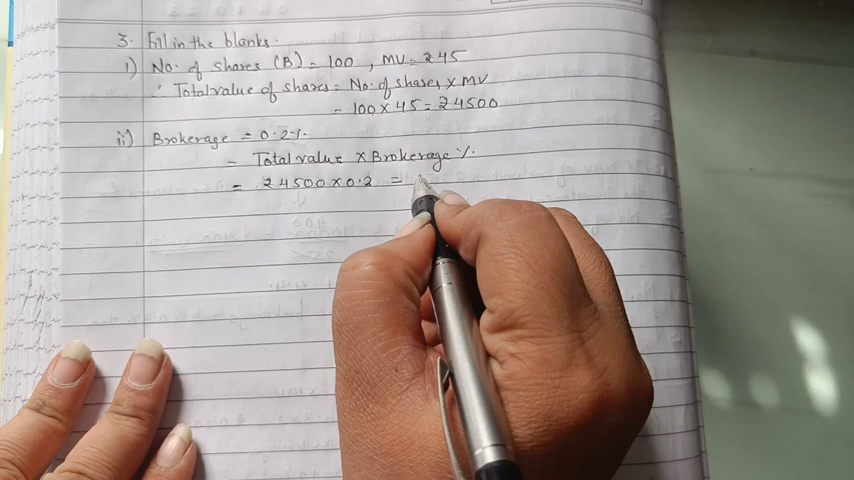 3. Fill in the blanks.
i) No. of shares (B) = 100, MV = 245
∴ Total value of shares = No. of shares × MV
= 100 × 45 = 24500
ii) Brokerage = 0.2%.
= Total value × Brokerage %.
= 24500 × 0.2 =